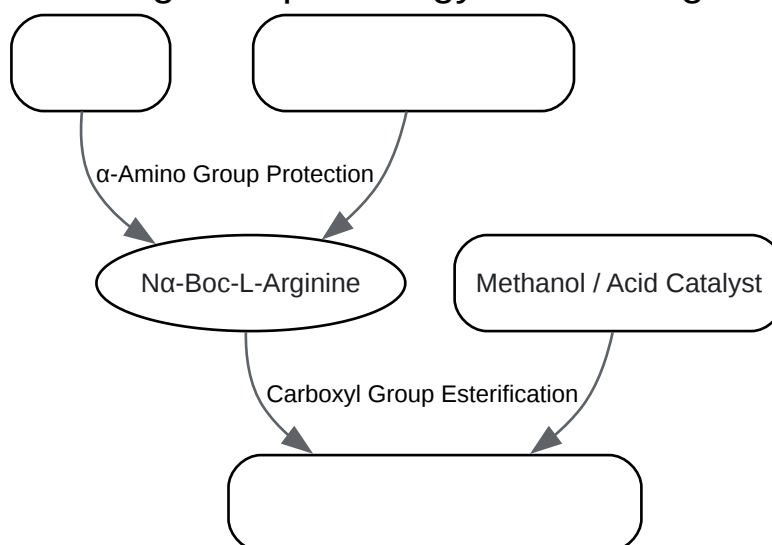 α-Amino Group Protection
Nα-Boc-L-Arginine
Methanol / Acid Catalyst
Carboxyl Group Esterification